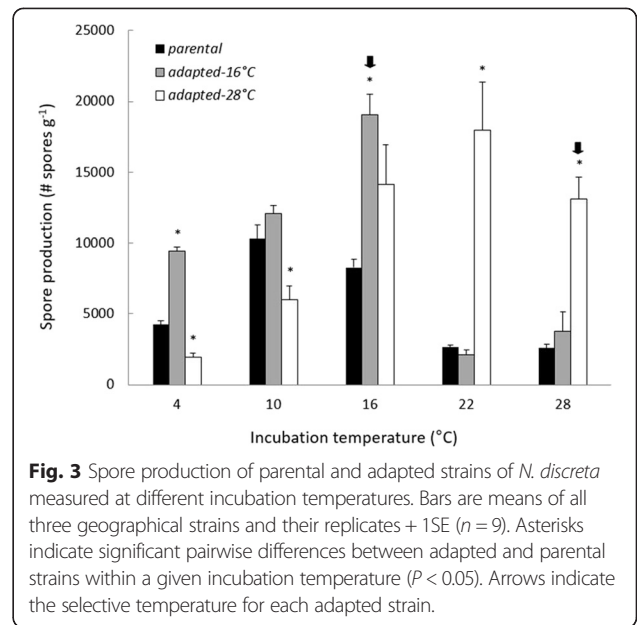 25000
20000
15000
10000
5000
0
Spore production (# spores g⁻¹)
parental
adapted-16°C
adapted-28°C
*
*
*
*
*
*
4 10 16 22 28
Incubation temperature (°C)
Fig. 3 Spore production of parental and adapted strains of N. discreta
measured at different incubation temperatures. Bars are means of all
three geographical strains and their replicates + 1SE (n = 9). Asterisks
indicate significant pairwise differences between adapted and parental
strains within a given incubation temperature (P < 0.05). Arrows indicate
the selective temperature for each adapted strain.